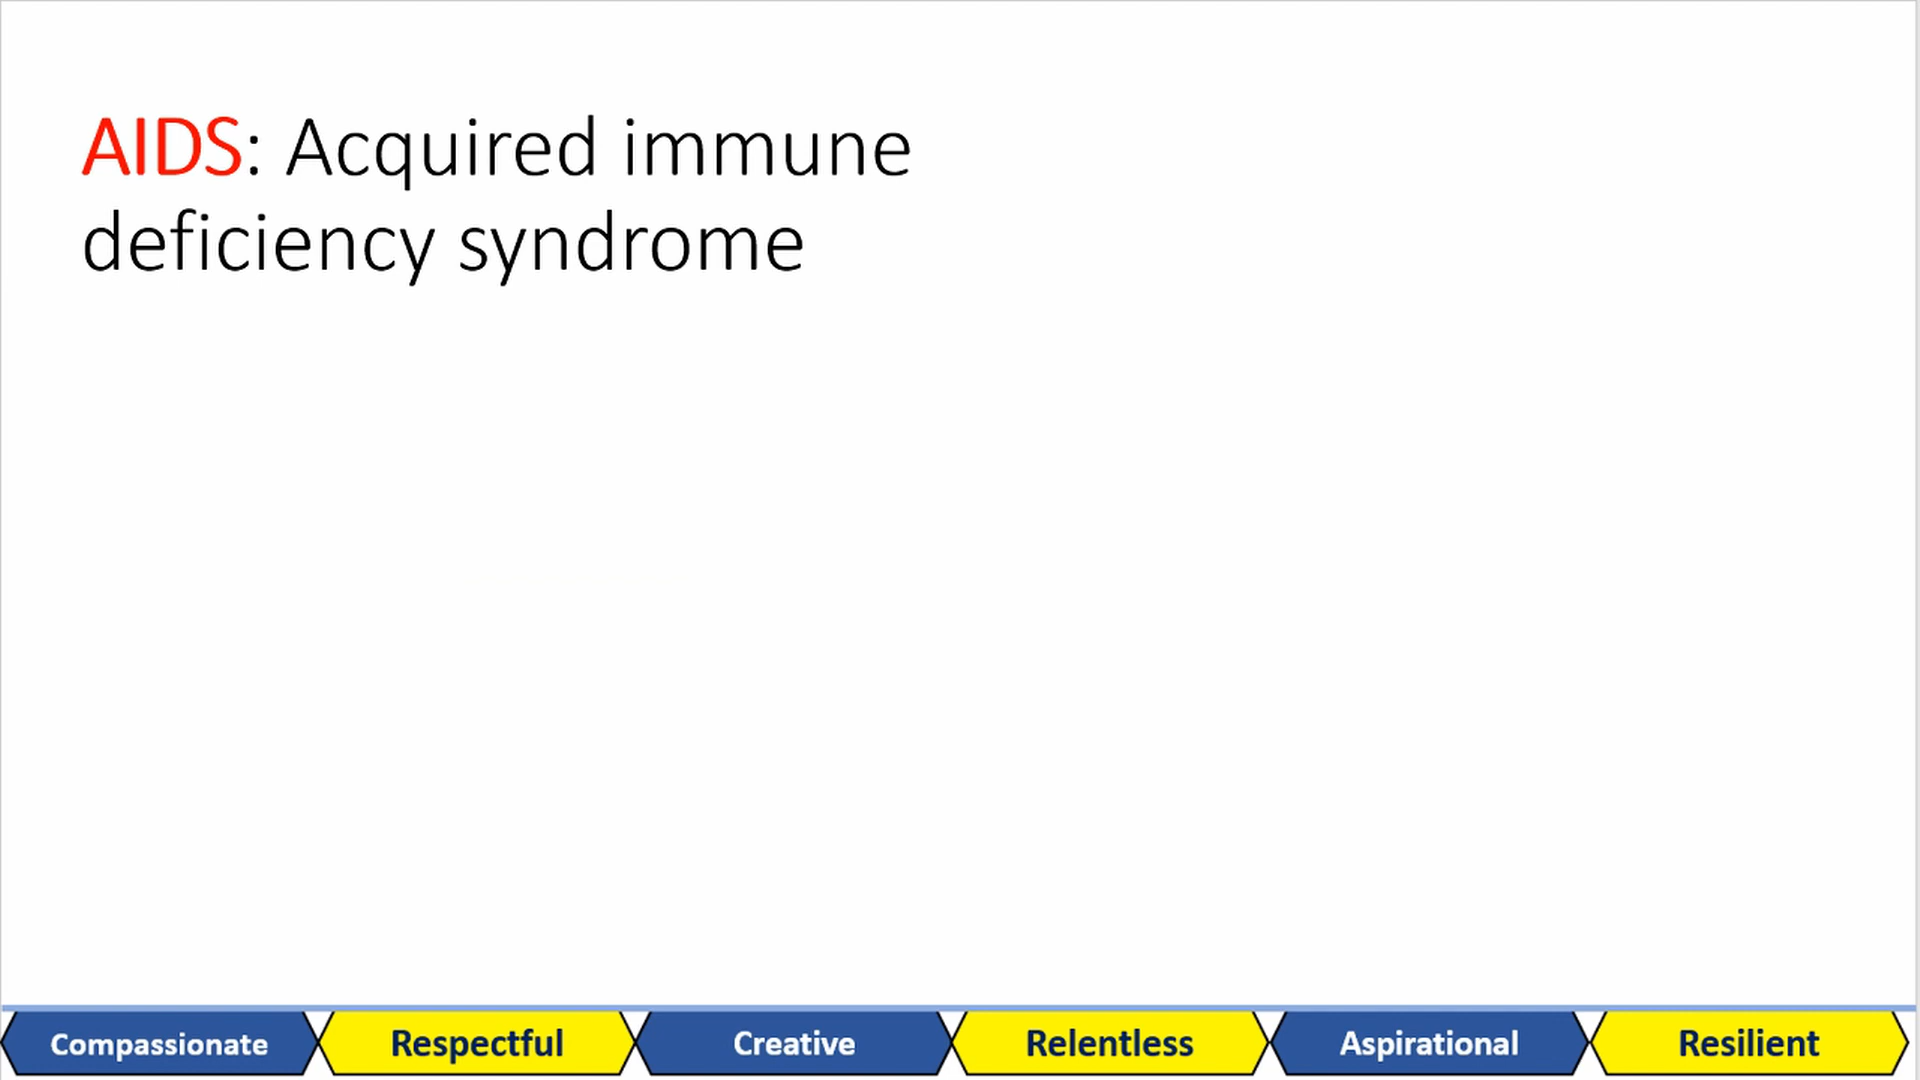 AIDS: Acquired immune
deficiency syndrome
Compassionate Respectful Creative Relentless Aspirational Resilient